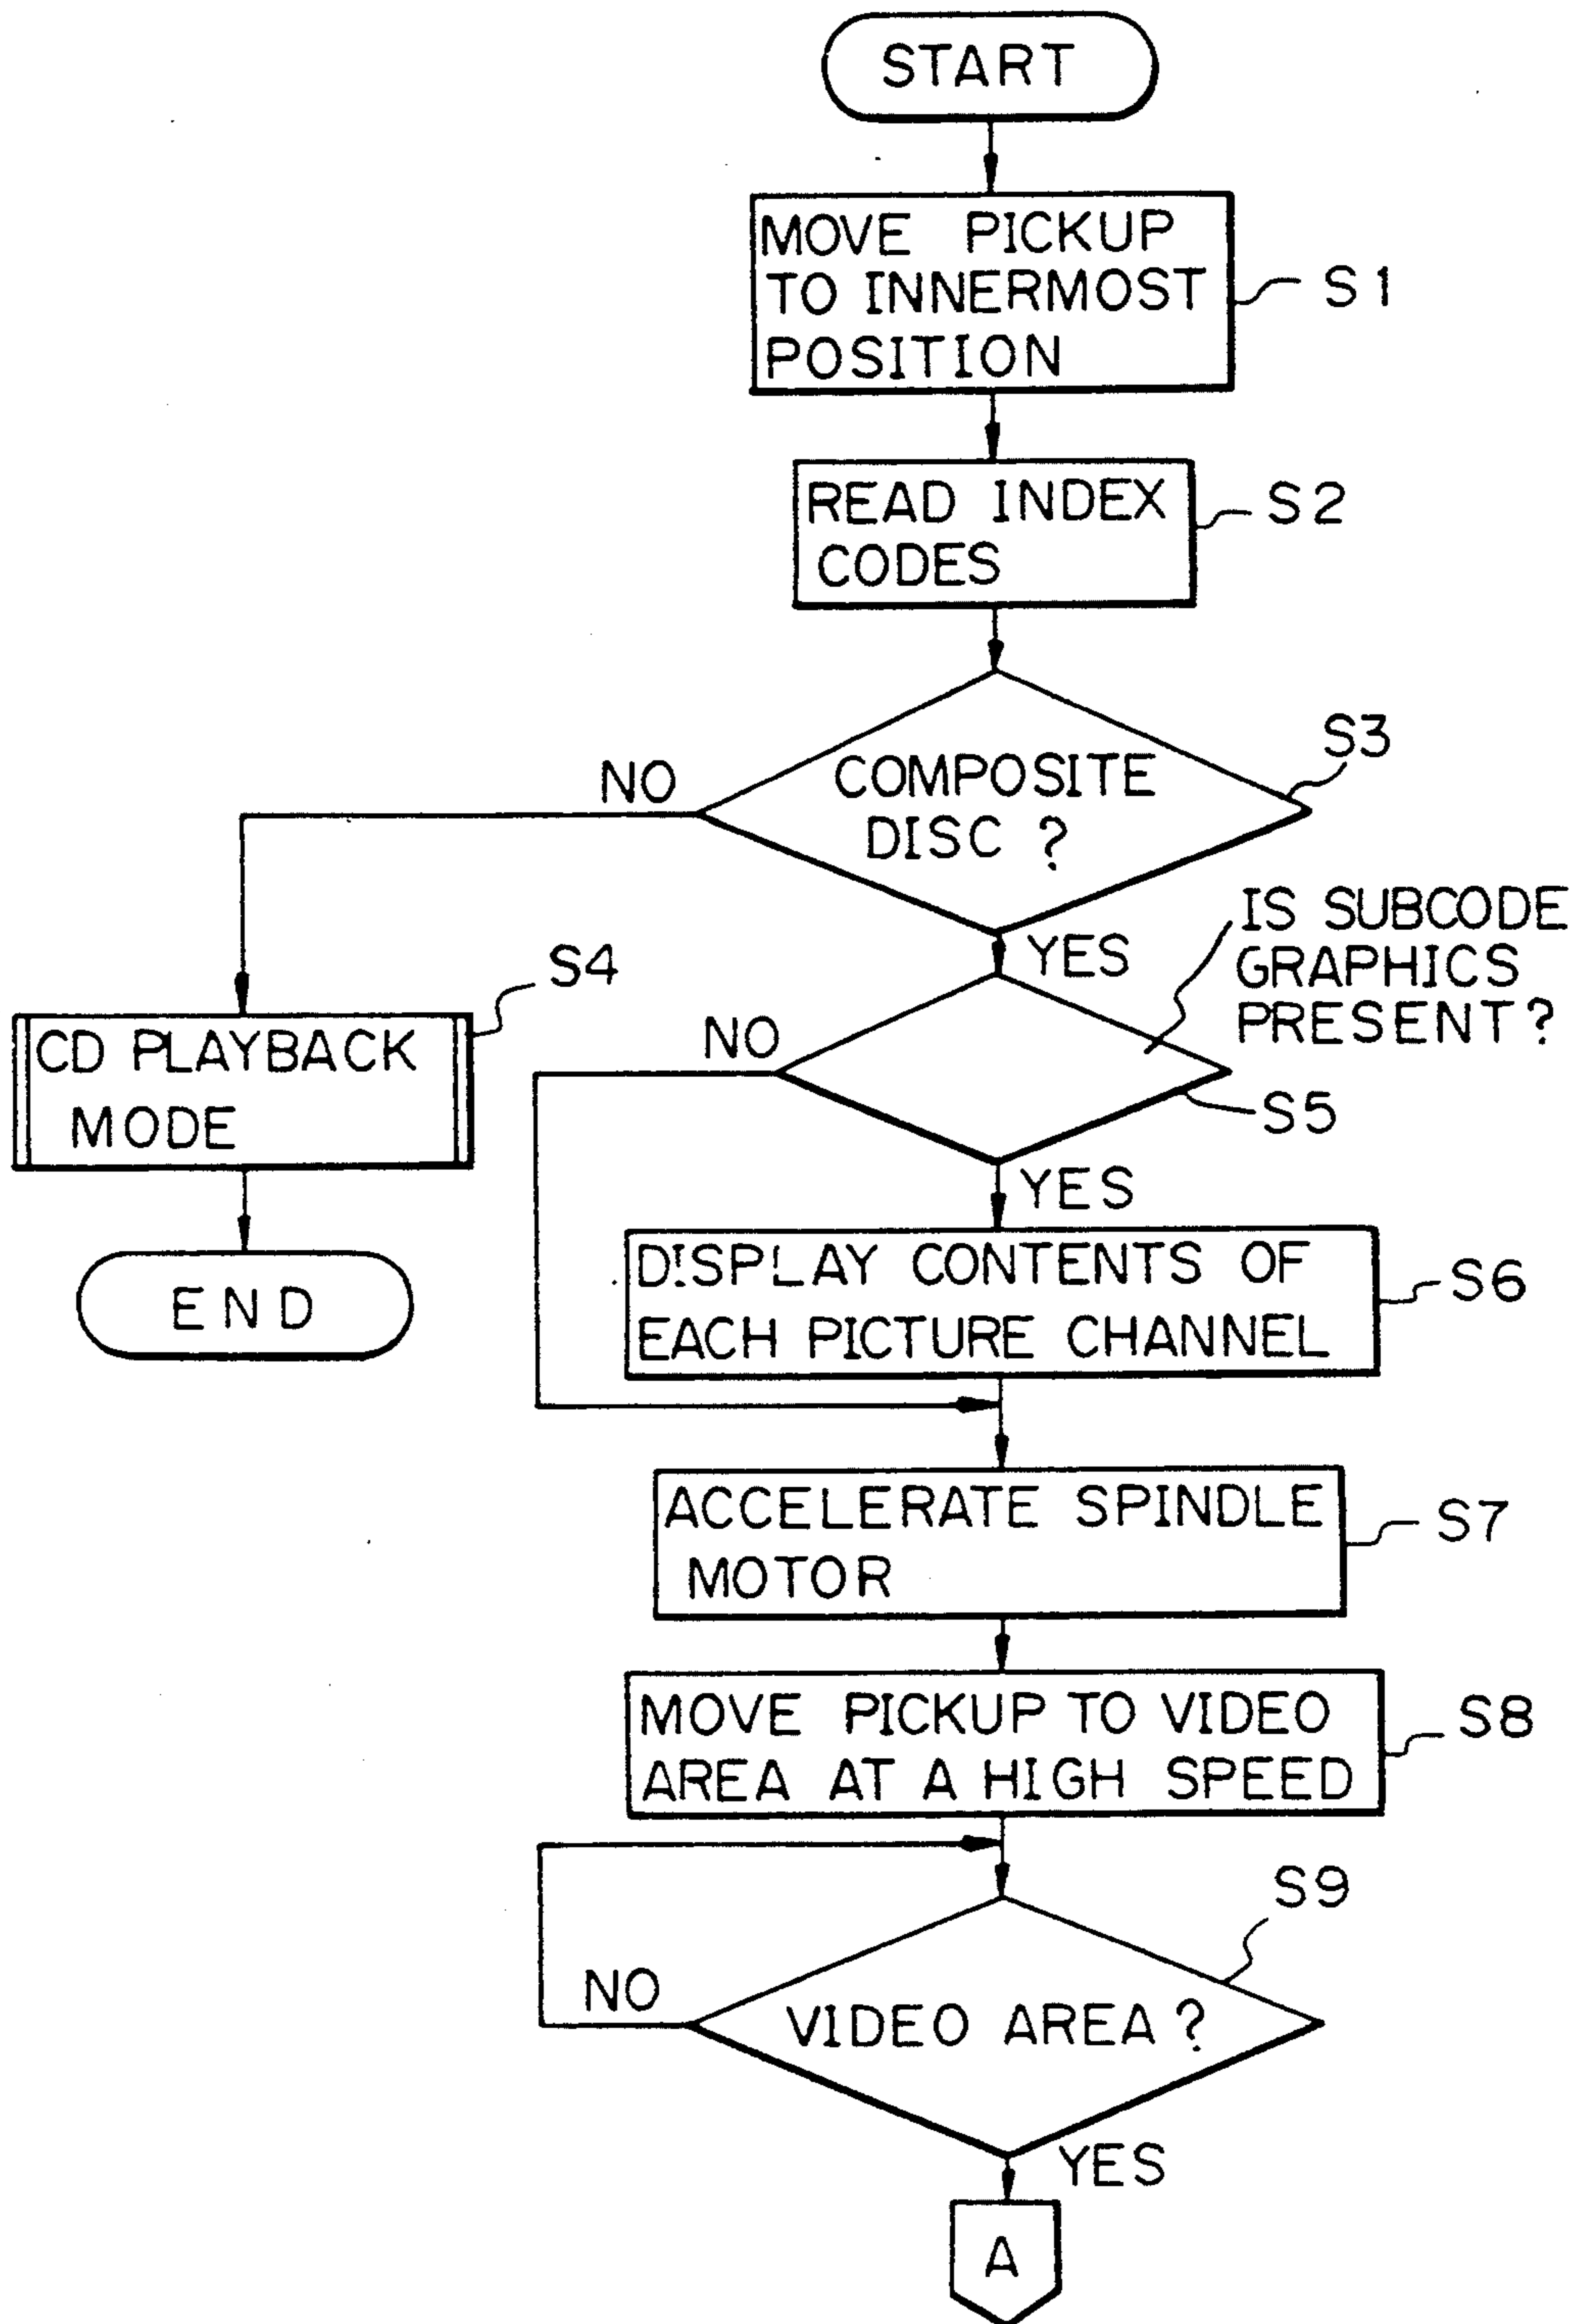 START
MOVE PICKUP
TO INNERMOST
POSITION
S1
READ INDEX
CODES
S2
COMPOSITE
DISC ?
S3
NO
YES
IS SUBCODE
GRAPHICS
PRESENT ?
S4
CD PLAYBACK
MODE
NO
S5
YES
END
DISPLAY CONTENTS OF
EACH PICTURE CHANNEL
S6
ACCELERATE SPINDLE
MOTOR
S7
MOVE PICKUP TO VIDEO
AREA AT A HIGH SPEED
S8
S9
NO
VIDEO AREA ?
YES
A